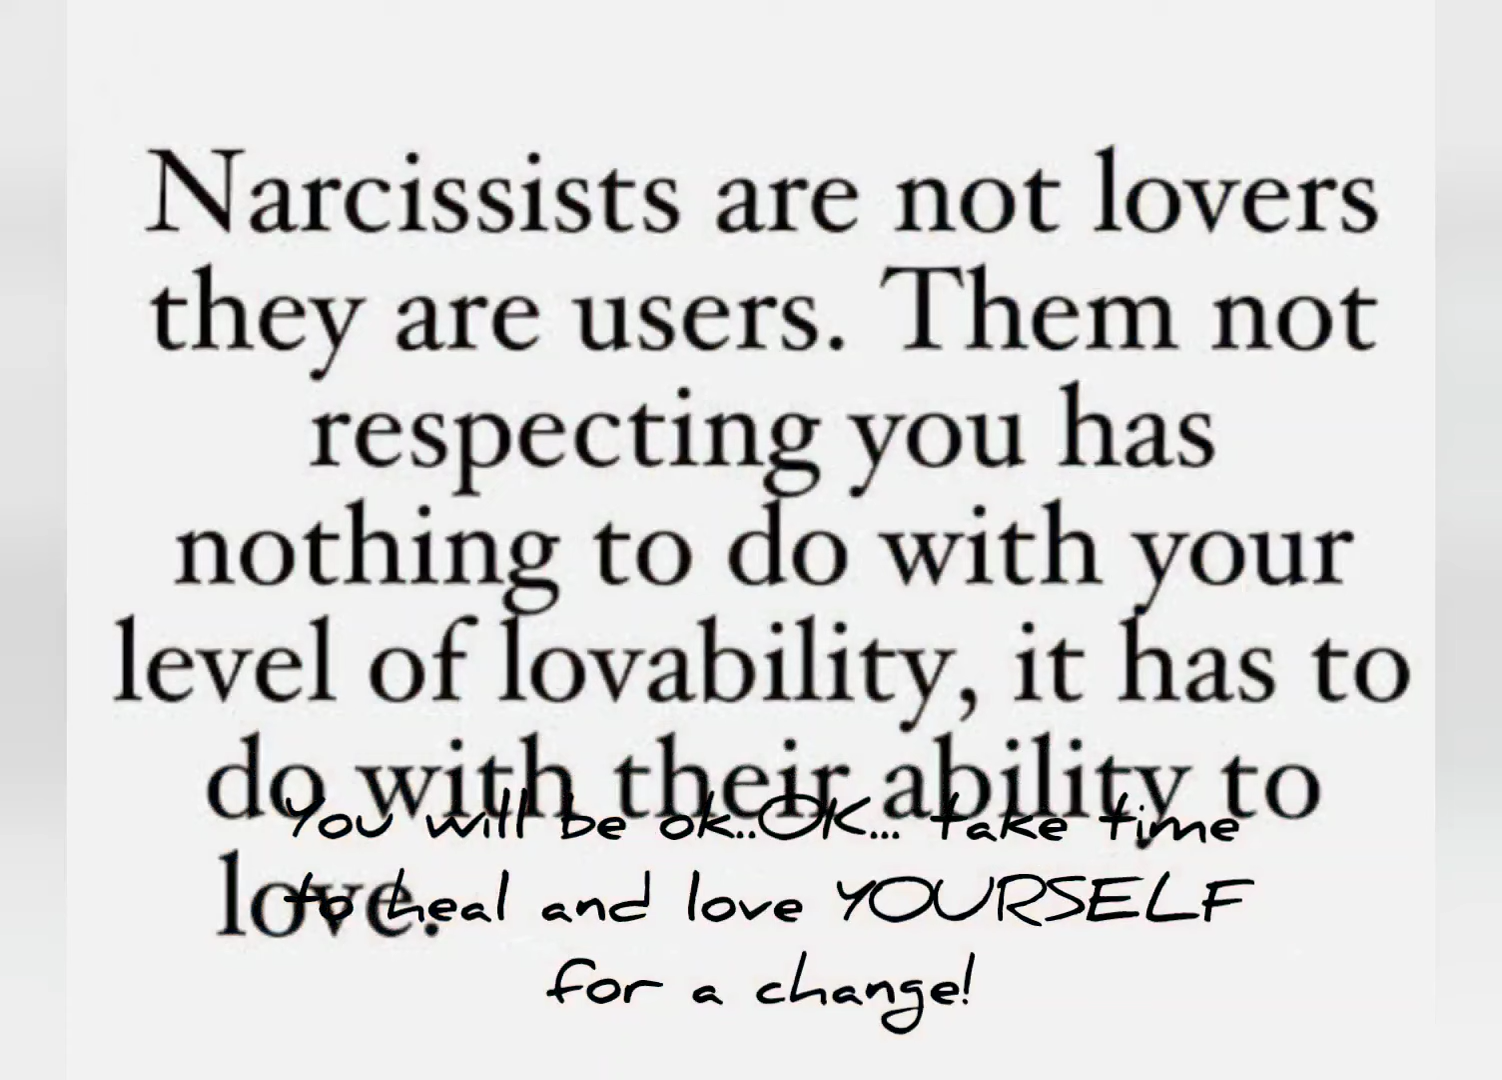 Narcissists are not lovers
they are users. Them not
respecting you has
nothing to do with your
level of lovability, it has to
do with their ability to
love.
You will be ok..OK... take time
to heal and love YOURSELF
for a change!